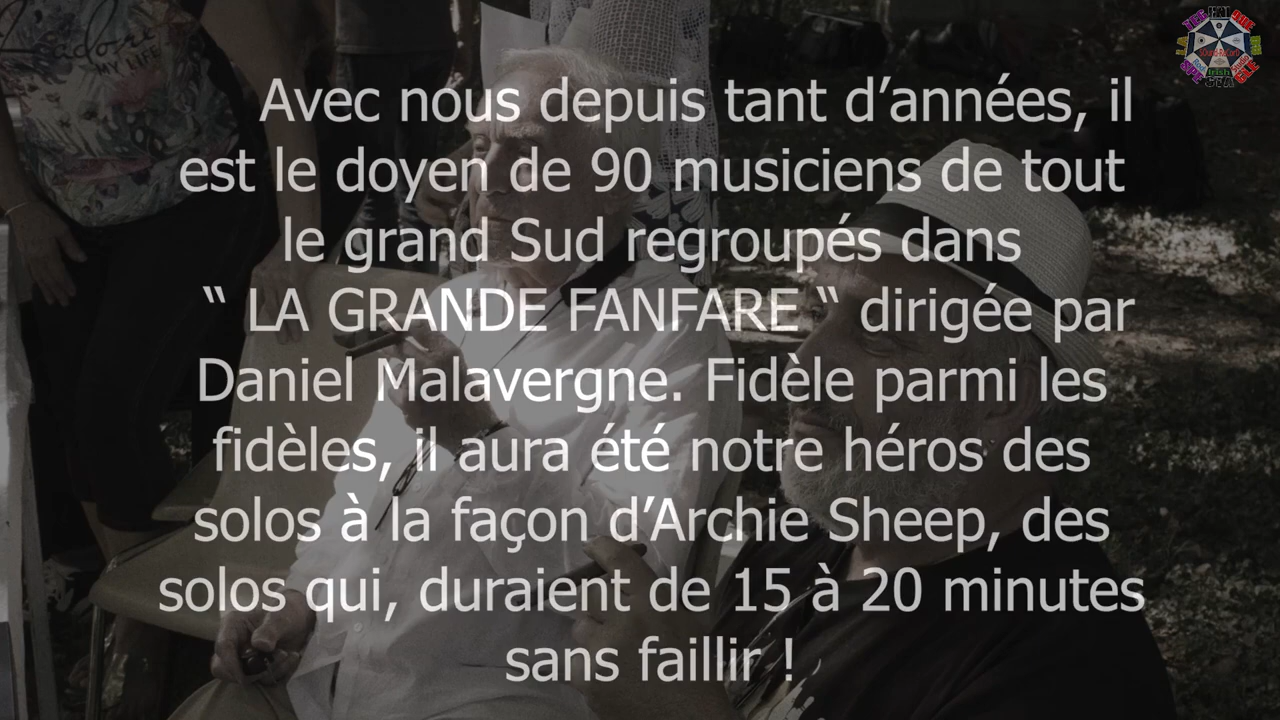 Avec nous depuis tant d’années, il
est le doyen de 90 musiciens de tout
le grand Sud regroupés dans
“ LA GRANDE FANFARE “ dirigée par
Daniel Malavergne. Fidèle parmi les
fidèles, il aura été notre héros des
solos à la façon d’Archie Sheep, des
solos qui, duraient de 15 à 20 minutes
sans faillir !
MY LIFE